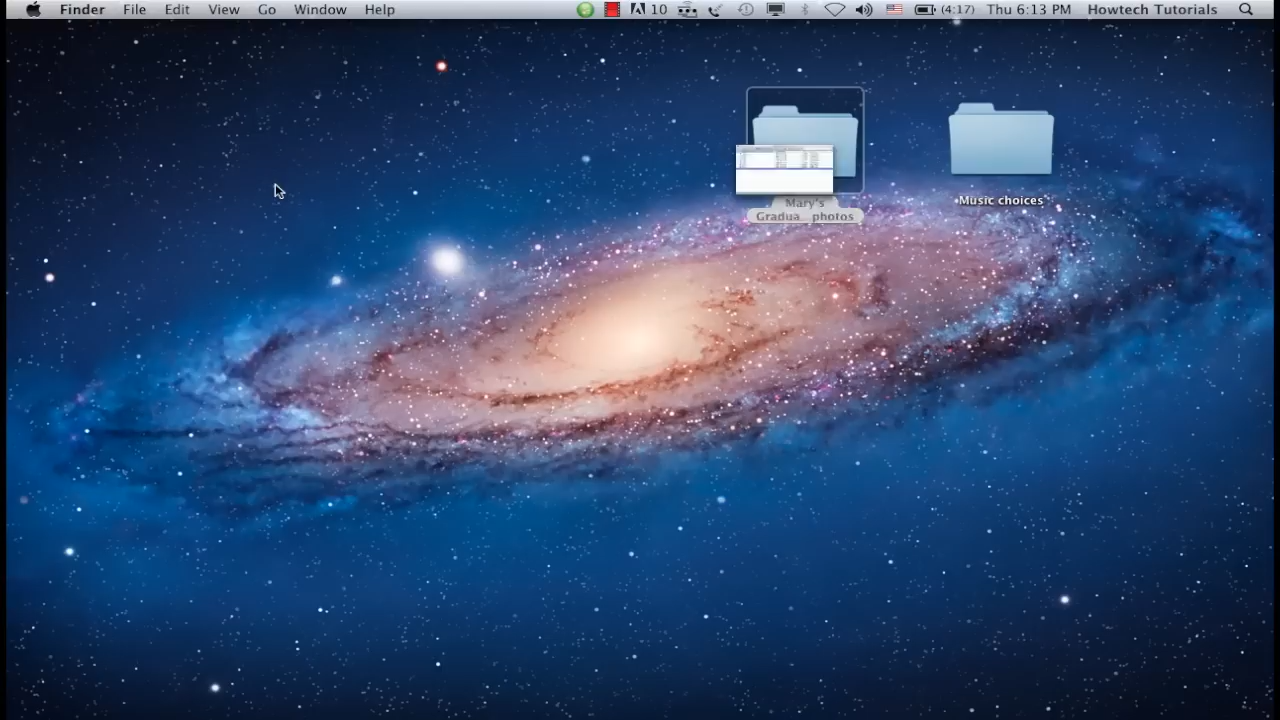 Finder File Edit View Go Window Help 10 (4:17) Thu 6:13 PM Howtech Tutorials
Mary's
Gradua... photos
Music choices